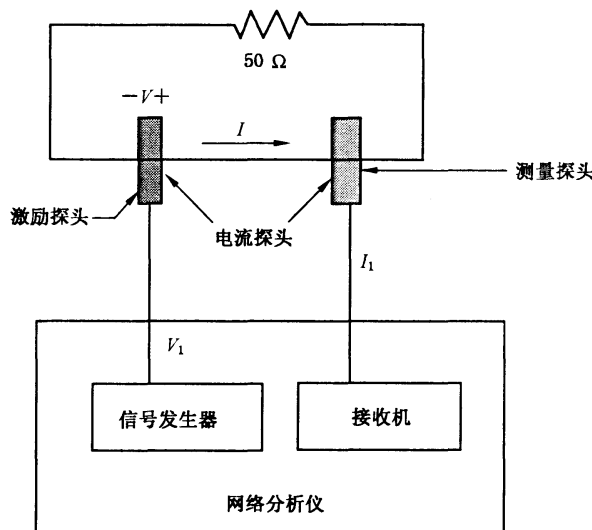 50 Ω
−V+
I
测量探头
激励探头
电流探头
I₁
V₁
信号发生器
接收机
网络分析仪